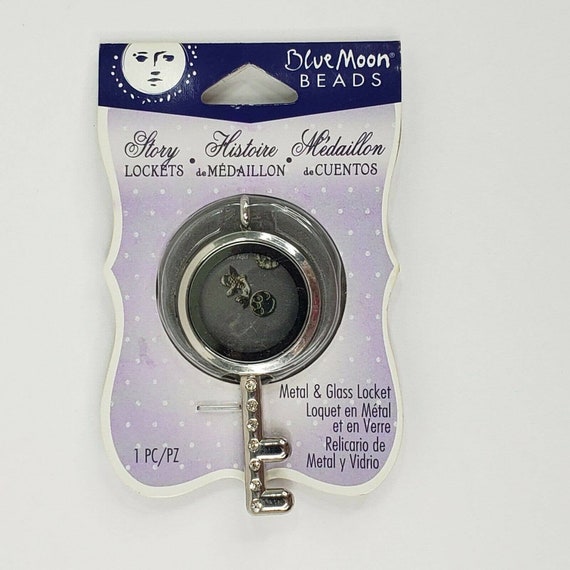 Blue Moon®
BEADS
Story • Histoire • Médaillon
LOCKETS de MÉDAILLON de CUENTOS
Metal & Glass Locket
Loquet en Métal
et en Verre
Relicario de
Metal y Vidrio
1 PC/PZ